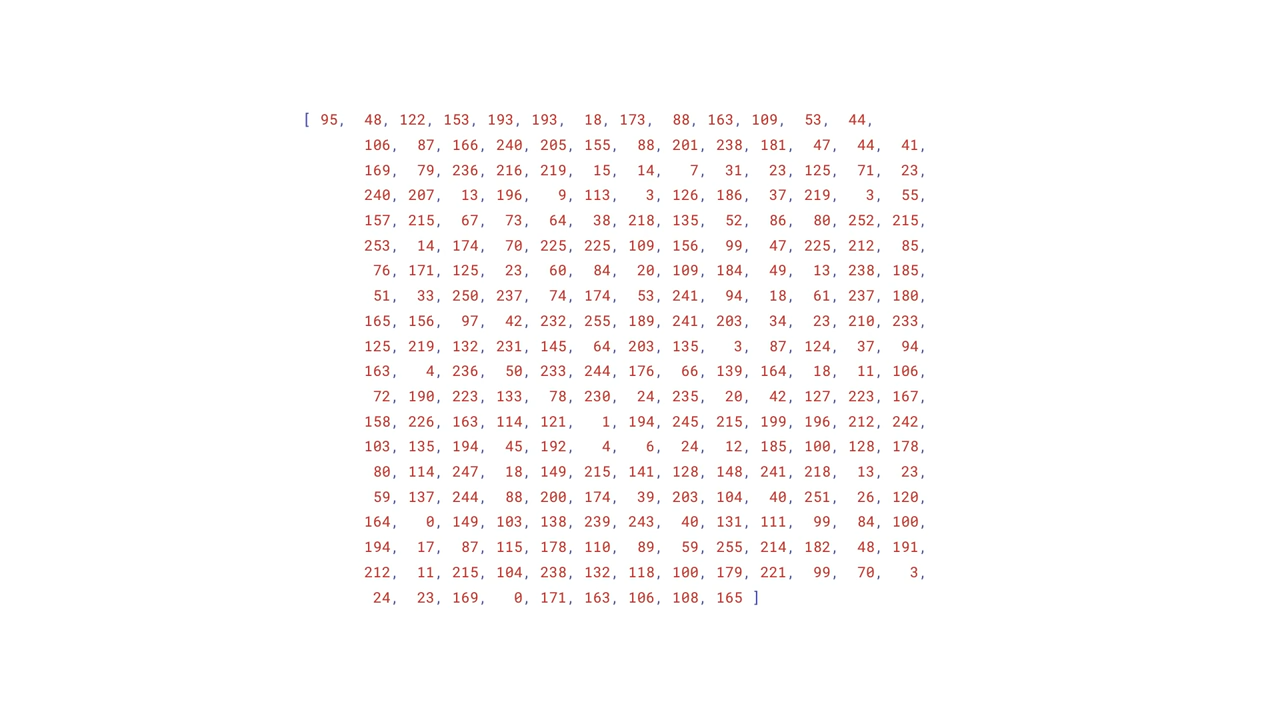 [ 95, 48, 122, 153, 193, 193, 18, 173, 88, 163, 109, 53, 44,
106, 87, 166, 240, 205, 155, 88, 201, 238, 181, 47, 44, 41,
169, 79, 236, 216, 219, 15, 14, 7, 31, 23, 125, 71, 23,
240, 207, 13, 196, 9, 113, 3, 126, 186, 37, 219, 3, 55,
157, 215, 67, 73, 64, 38, 218, 135, 52, 86, 80, 252, 215,
253, 14, 174, 70, 225, 225, 109, 156, 99, 47, 225, 212, 85,
76, 171, 125, 23, 60, 84, 20, 109, 184, 49, 13, 238, 185,
51, 33, 250, 237, 74, 174, 53, 241, 94, 18, 61, 237, 180,
165, 156, 97, 42, 232, 255, 189, 241, 203, 34, 23, 210, 233,
125, 219, 132, 231, 145, 64, 203, 135, 3, 87, 124, 37, 94,
163, 4, 236, 50, 233, 244, 176, 66, 139, 164, 18, 11, 106,
72, 190, 223, 133, 78, 230, 24, 235, 20, 42, 127, 223, 167,
158, 226, 163, 114, 121, 1, 194, 245, 215, 199, 196, 212, 242,
103, 135, 194, 45, 192, 4, 6, 24, 12, 185, 100, 128, 178,
80, 114, 247, 18, 149, 215, 141, 128, 148, 241, 218, 13, 23,
59, 137, 244, 88, 200, 174, 39, 203, 104, 40, 251, 26, 120,
164, 0, 149, 103, 138, 239, 243, 40, 131, 111, 99, 84, 100,
194, 17, 87, 115, 178, 110, 89, 59, 255, 214, 182, 48, 191,
212, 11, 215, 104, 238, 132, 118, 100, 179, 221, 99, 70, 3,
24, 23, 169, 0, 171, 163, 106, 108, 165 ]